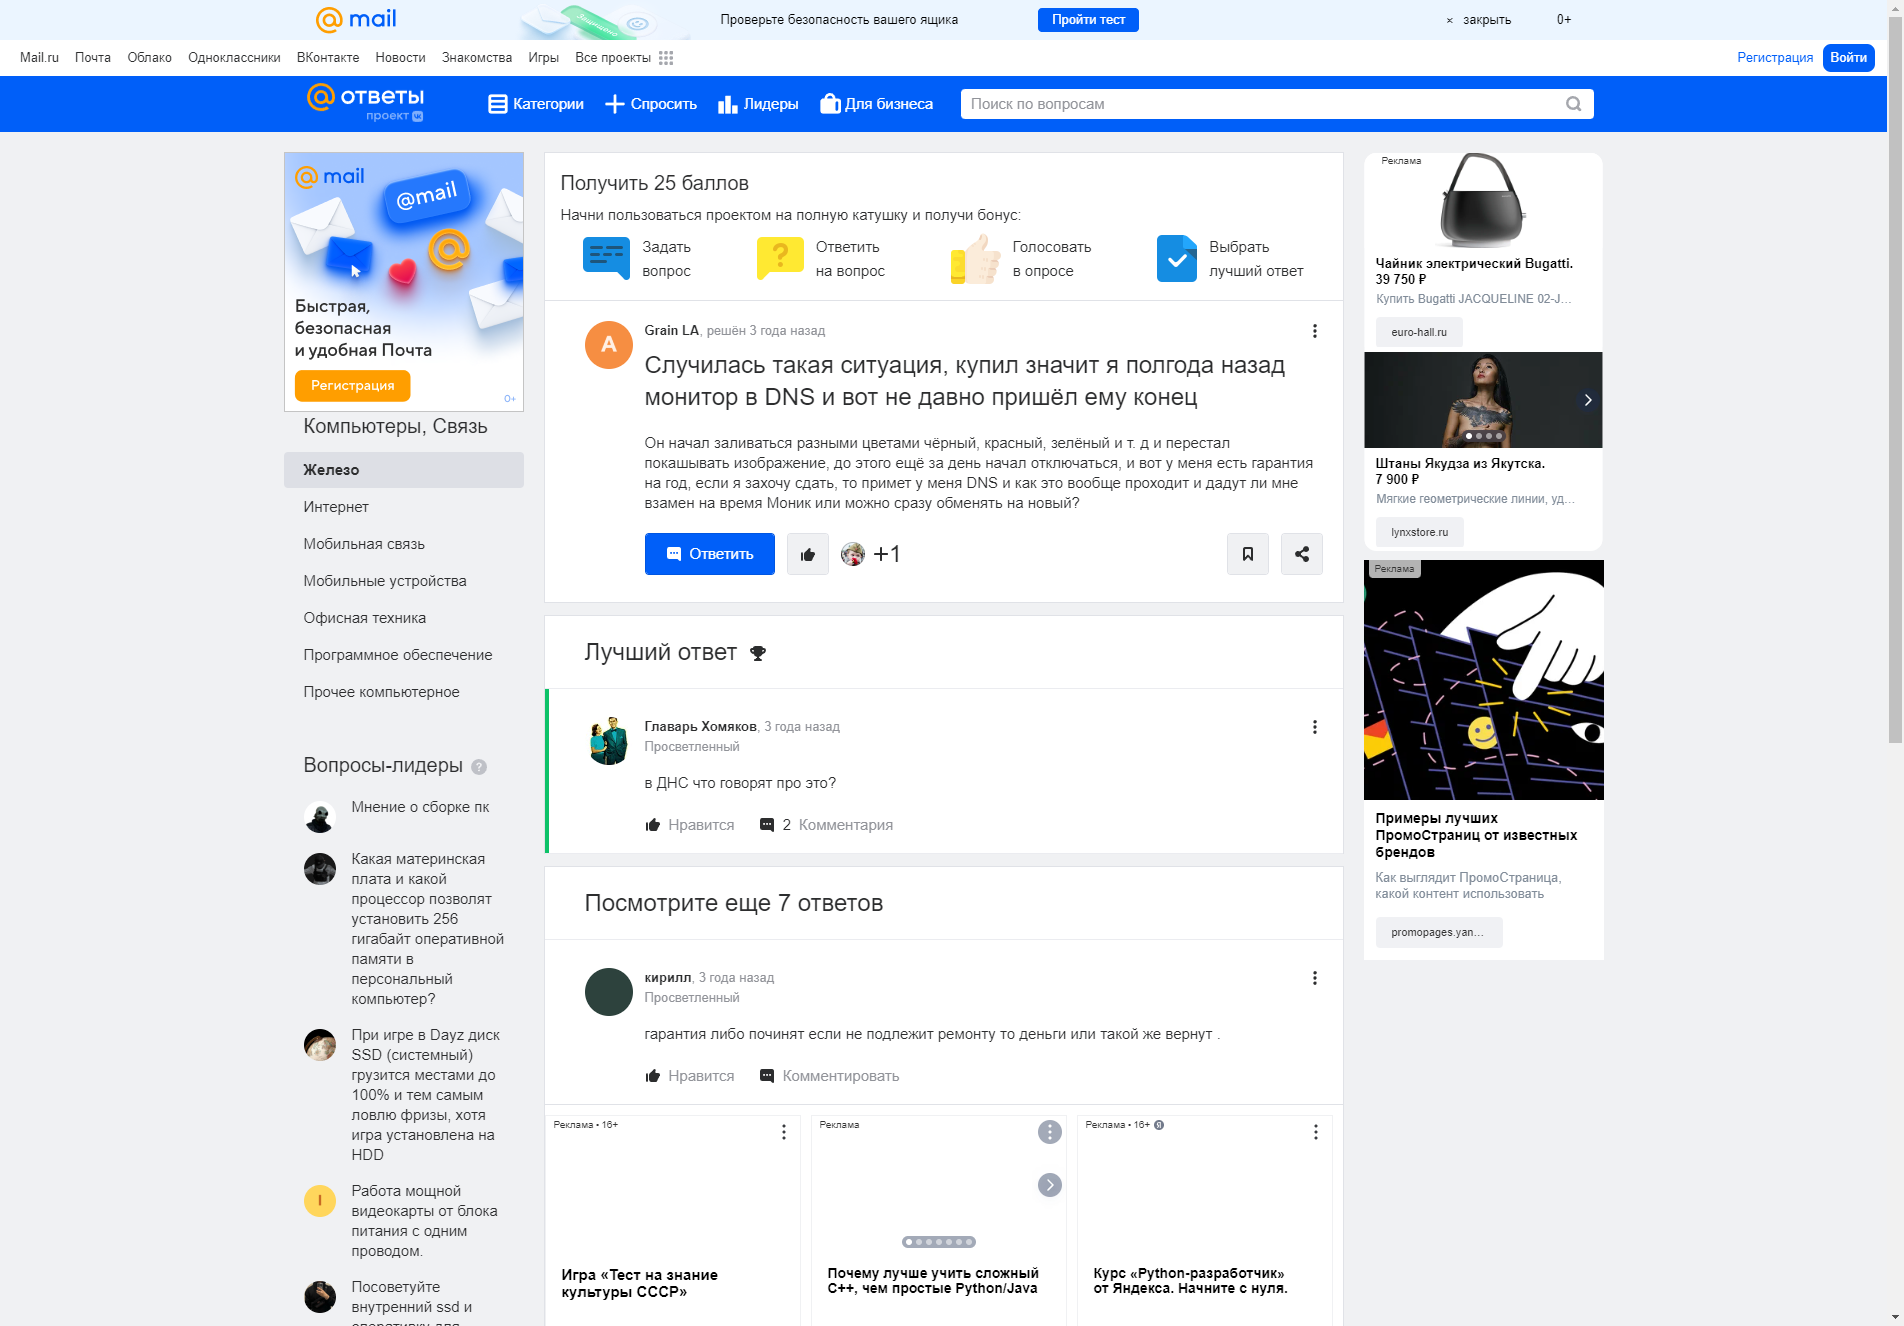 mail
Защищено
Проверьте безопасность вашего ящика
Пройти тест
× закрыть
0+
Mail.ru Почта Облако Одноклассники ВКонтакте Новости Знакомства Игры Все проекты
Регистрация
Войти
ответы
проект
Категории
Спросить
Лидеры
Для бизнеса
Поиск по вопросам
mail
@mail
Быстрая,
безопасная
и удобная Почта
Регистрация
0+
Компьютеры, Связь
Железо
Интернет
Мобильная связь
Мобильные устройства
Офисная техника
Программное обеспечение
Прочее компьютерное
Вопросы-лидеры ?
Мнение о сборке пк
Какая материнская
плата и какой
процессор позволят
установить 256
гигабайт оперативной
памяти в
персональный
компьютер?
При игре в Dayz диск
SSD (системный)
грузится местами до
100% и тем самым
ловлю фризы, хотя
игра установлена на
HDD
I
Работа мощной
видеокарты от блока
питания с одним
проводом.
Посоветуйте
внутренний ssd и
оперативку для
Получить 25 баллов
Начни пользоваться проектом на полную катушку и получи бонус:
Задать
вопрос
?
Ответить
на вопрос
Голосовать
в опросе
Выбрать
лучший ответ
A
Grain LA, решён 3 года назад
Случилась такая ситуация, купил значит я полгода назад
монитор в DNS и вот не давно пришёл ему конец
Он начал заливаться разными цветами чёрный, красный, зелёный и т. д и перестал
покашывать изображение, до этого ещё за день начал отключаться, и вот у меня есть гарантия
на год, если я захочу сдать, то примет у меня DNS и как это вообще проходит и дадут ли мне
взамен на время Моник или можно сразу обменять на новый?
Ответить
+1
Лучший ответ
Главарь Хомяков, 3 года назад
Просветленный
в ДНС что говорят про это?
Нравится
2 Комментария
Посмотрите еще 7 ответов
кирилл, 3 года назад
Просветленный
гарантия либо починят если не подлежит ремонту то деньги или такой же вернут .
Нравится
Комментировать
Реклама • 16+
Игра «Тест на знание
культуры СССР»
Реклама
Почему лучше учить сложный
С++, чем простые Python/Java
Реклама • 16+
Курс «Python-разработчик»
от Яндекса. Начните с нуля.
Реклама
Чайник электрический Bugatti.
39 750 ₽
Купить Bugatti JACQUELINE 02-J...
euro-hall.ru
Штаны Якудза из Якутска.
7 900 ₽
Мягкие геометрические линии, уд...
lynxstore.ru
Реклама
Примеры лучших
ПромоСтраниц от известных
брендов
Как выглядит ПромоСтраница,
какой контент использовать
promopages.yan...